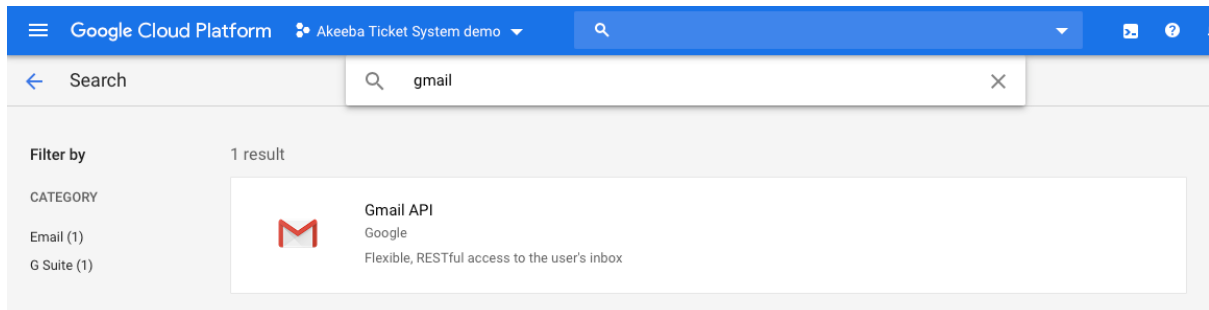 Google Cloud Platform Akeeba Ticket System demo
Search gmail
Filter by 1 result
CATEGORY
Email (1)
G Suite (1)
Gmail API
Google
Flexible, RESTful access to the user's inbox